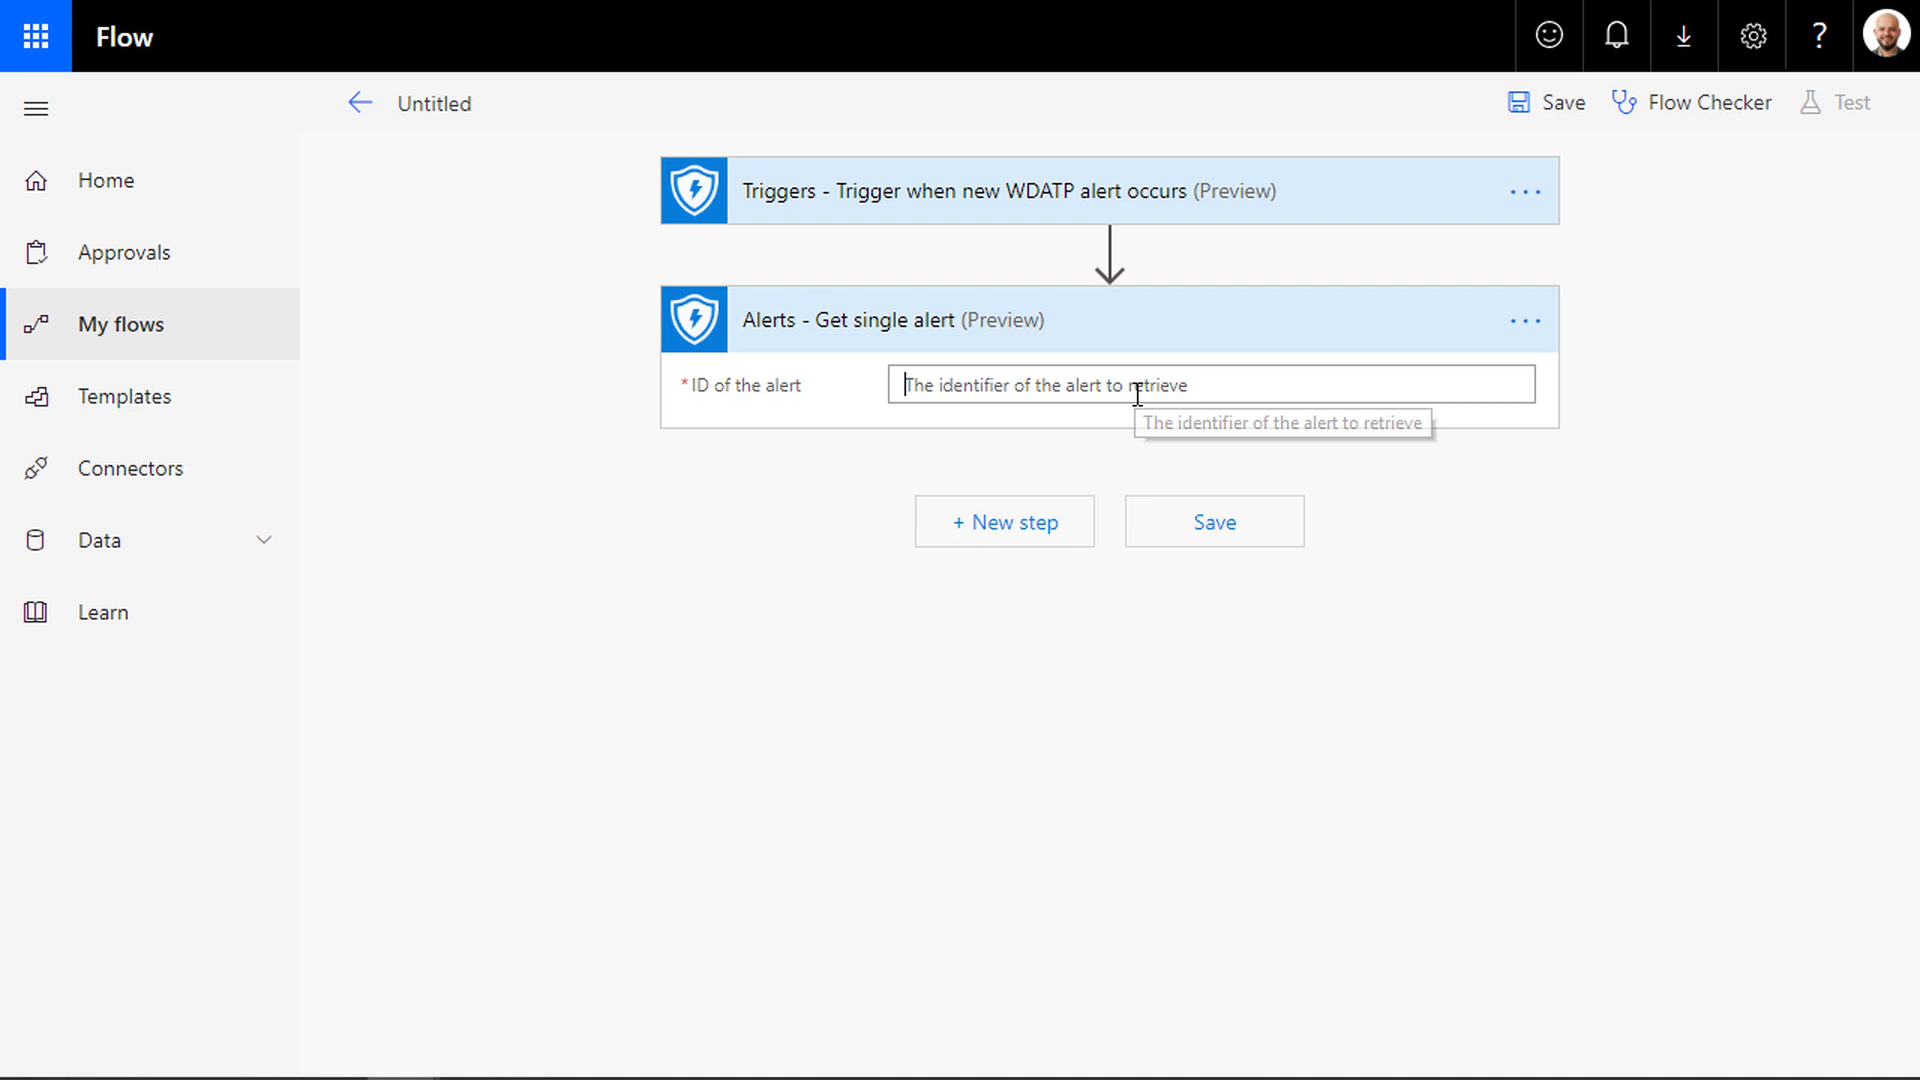 Flow
?
Untitled
Save
Flow Checker
Test
Home
Approvals
My flows
Templates
Connectors
Data
Learn
Triggers - Trigger when new WDATP alert occurs (Preview)
...
Alerts - Get single alert (Preview)
...
* ID of the alert
The identifier of the alert to retrieve
The identifier of the alert to retrieve
+ New step
Save